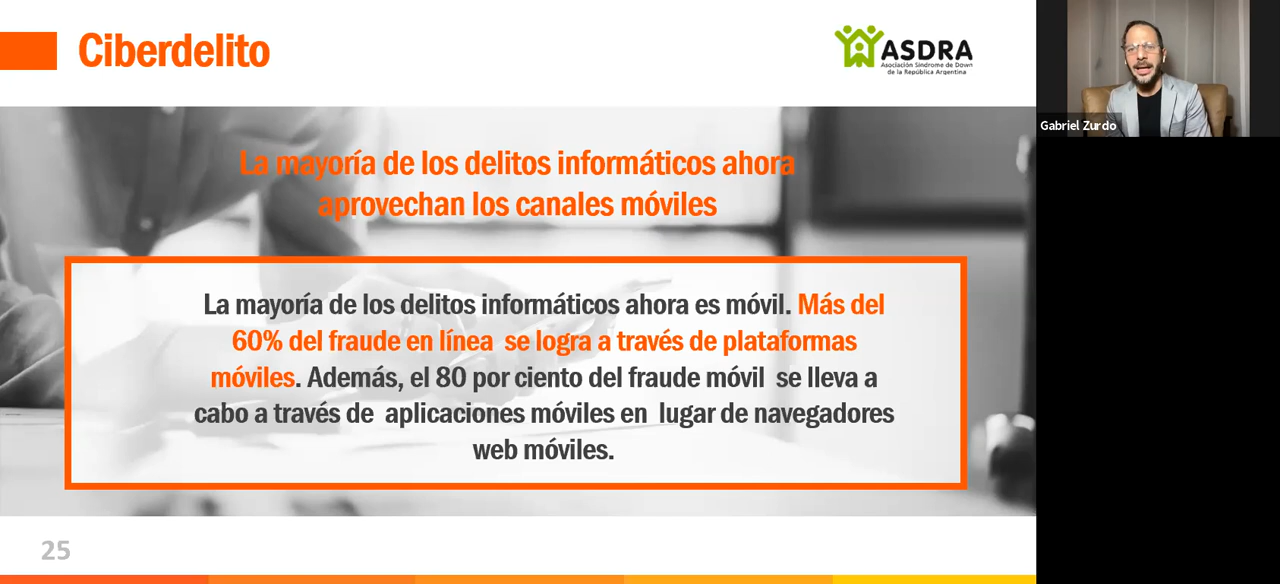 Ciberdelito
ASDRA
Asociación Síndrome de Down
de la República Argentina
Gabriel Zurdo
La mayoría de los delitos informáticos ahora
aprovechan los canales móviles
La mayoría de los delitos informáticos ahora es móvil. Más del
60% del fraude en línea se logra a través de plataformas
móviles. Además, el 80 por ciento del fraude móvil se lleva a
cabo a través de aplicaciones móviles en lugar de navegadores
web móviles.
25